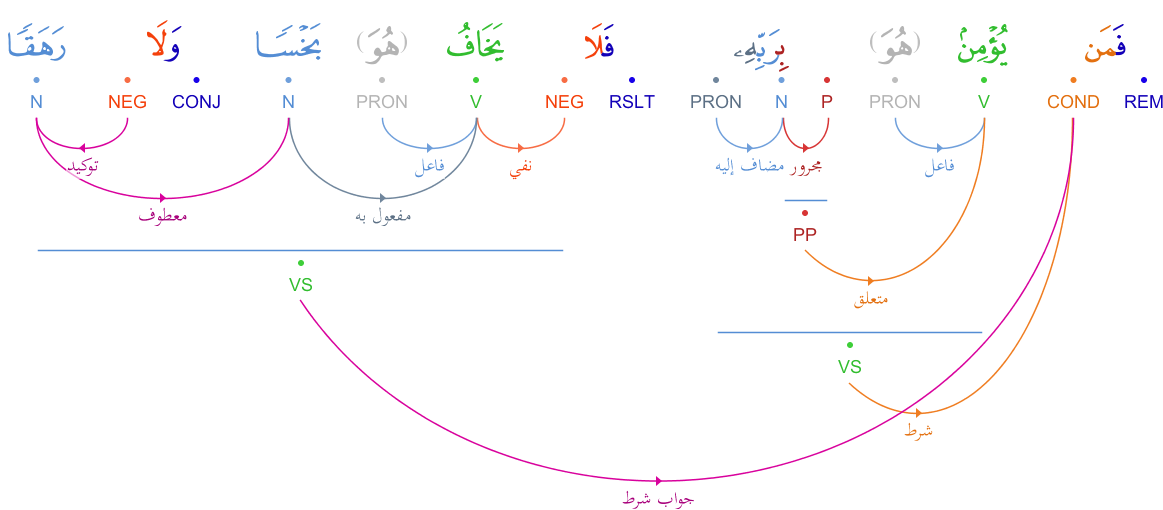 فَمَن يُؤْمِنۢ (هُوَ) بِرَبِّهِۦ فَلَا يَخَافُ (هُوَ) بَخْسًا وَلَا رَهَقًا
REM COND V PRON P N PRON RSLT NEG V PRON N CONJ NEG N
فاعل مجرور مضاف إليه نفي فاعل توكيد
مفعول به معطوف
PP
VS
متعلق
VS
شرط
جواب شرط